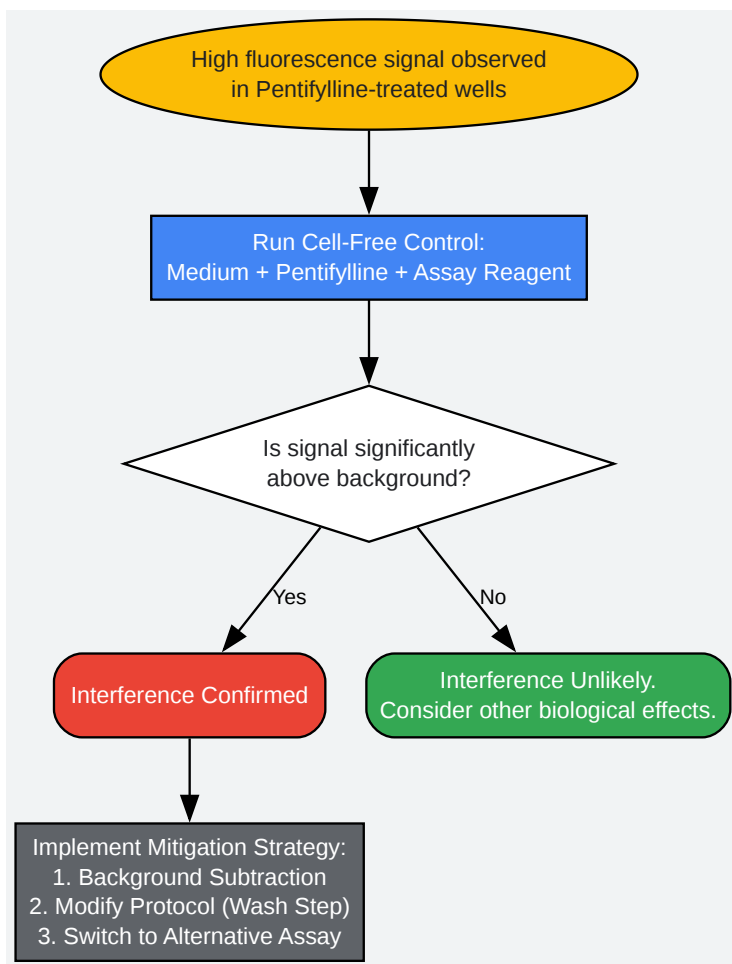 High fluorescence signal observed
in Pentifylline-treated wells
Run Cell-Free Control:
Medium + Pentifylline + Assay Reagent
Is signal significantly
above background?
Yes
No
Interference Confirmed
Interference Unlikely.
Consider other biological effects.
Implement Mitigation Strategy:
1. Background Subtraction
2. Modify Protocol (Wash Step)
3. Switch to Alternative Assay